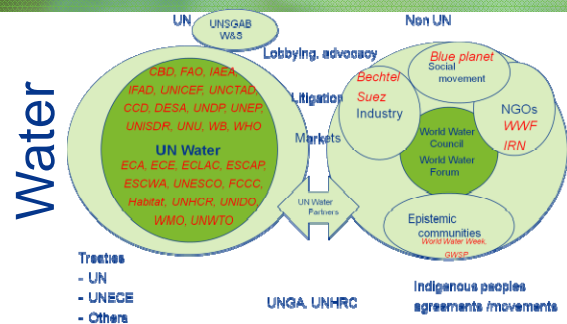 Water
UN
UNSGAB
W&S
Non UN
Lobbying, advocacy
Litigation
Markets
CBD, FAO, IAEA,
IFAD, UNICEF, UNCTAD,
CCD, DESA, UNDP, UNEP,
UNISDR, UNU, WB, WHO
UN Water
ECA, ECE, ECLAC, ESCAP,
ESCWA, UNESCO, FCCC,
Habitat, UNHCR, UNIDO,
WMO, UNWTO
UN Water
Partners
Blue planet
Social
movement
Bechtel
Suez
Industry
NGOs
WWF
IRN
World Water
Council
World Water
Forum
Epistemic
communities
World Water Week,
GWSP
Treaties
- UN
- UNECE
- Others
UNGA, UNHRC
Indigenous peoples
agreements /movements